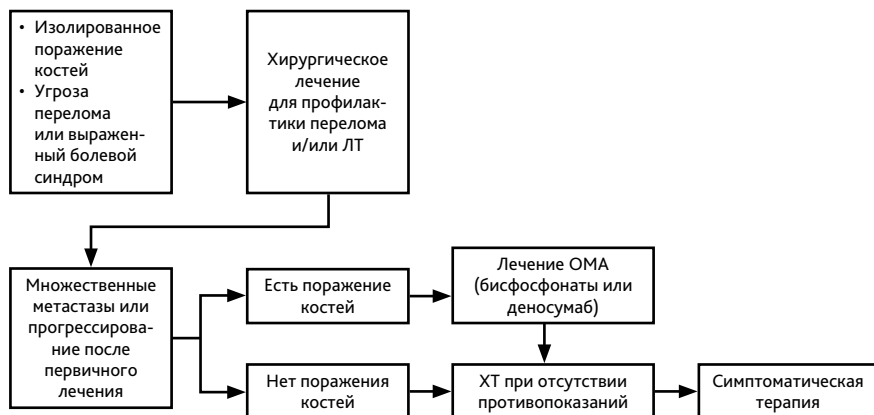 • Изолированное
поражение
костей
• Угроза
перелома
или выражен-
ный болевой
синдром
Хирургическое
лечение
для профилак-
тики перелома
и/или ЛТ
Множественные
метастазы или
прогрессирова-
ние после
первичного
лечения
Есть поражение
костей
Лечение ОМА
(бисфосфонаты или
деносумаб)
Нет поражения
костей
ХТ при отсутствии
противопоказаний
Симптоматическая
терапия